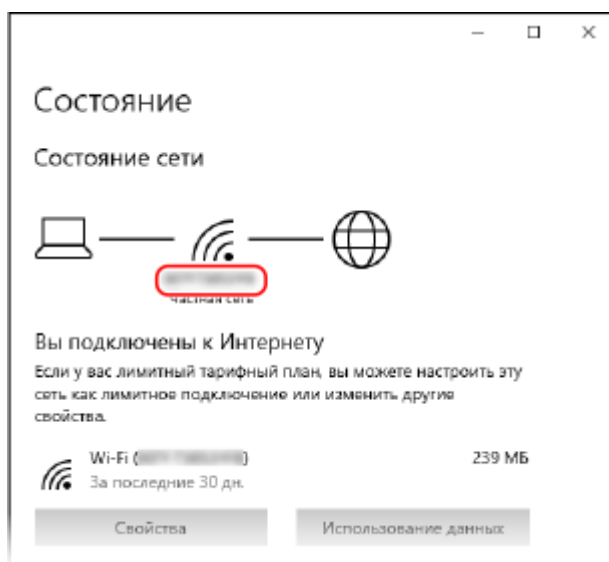 Состояние
Состояние сети
Частная сеть
Вы подключены к Интернету
Если у вас лимитный тарифный план, вы можете настроить эту
сеть как лимитное подключение или изменить другие
свойства.
Wi-Fi (
)
239 МБ
За последние 30 дн.
Свойства
Использование данных